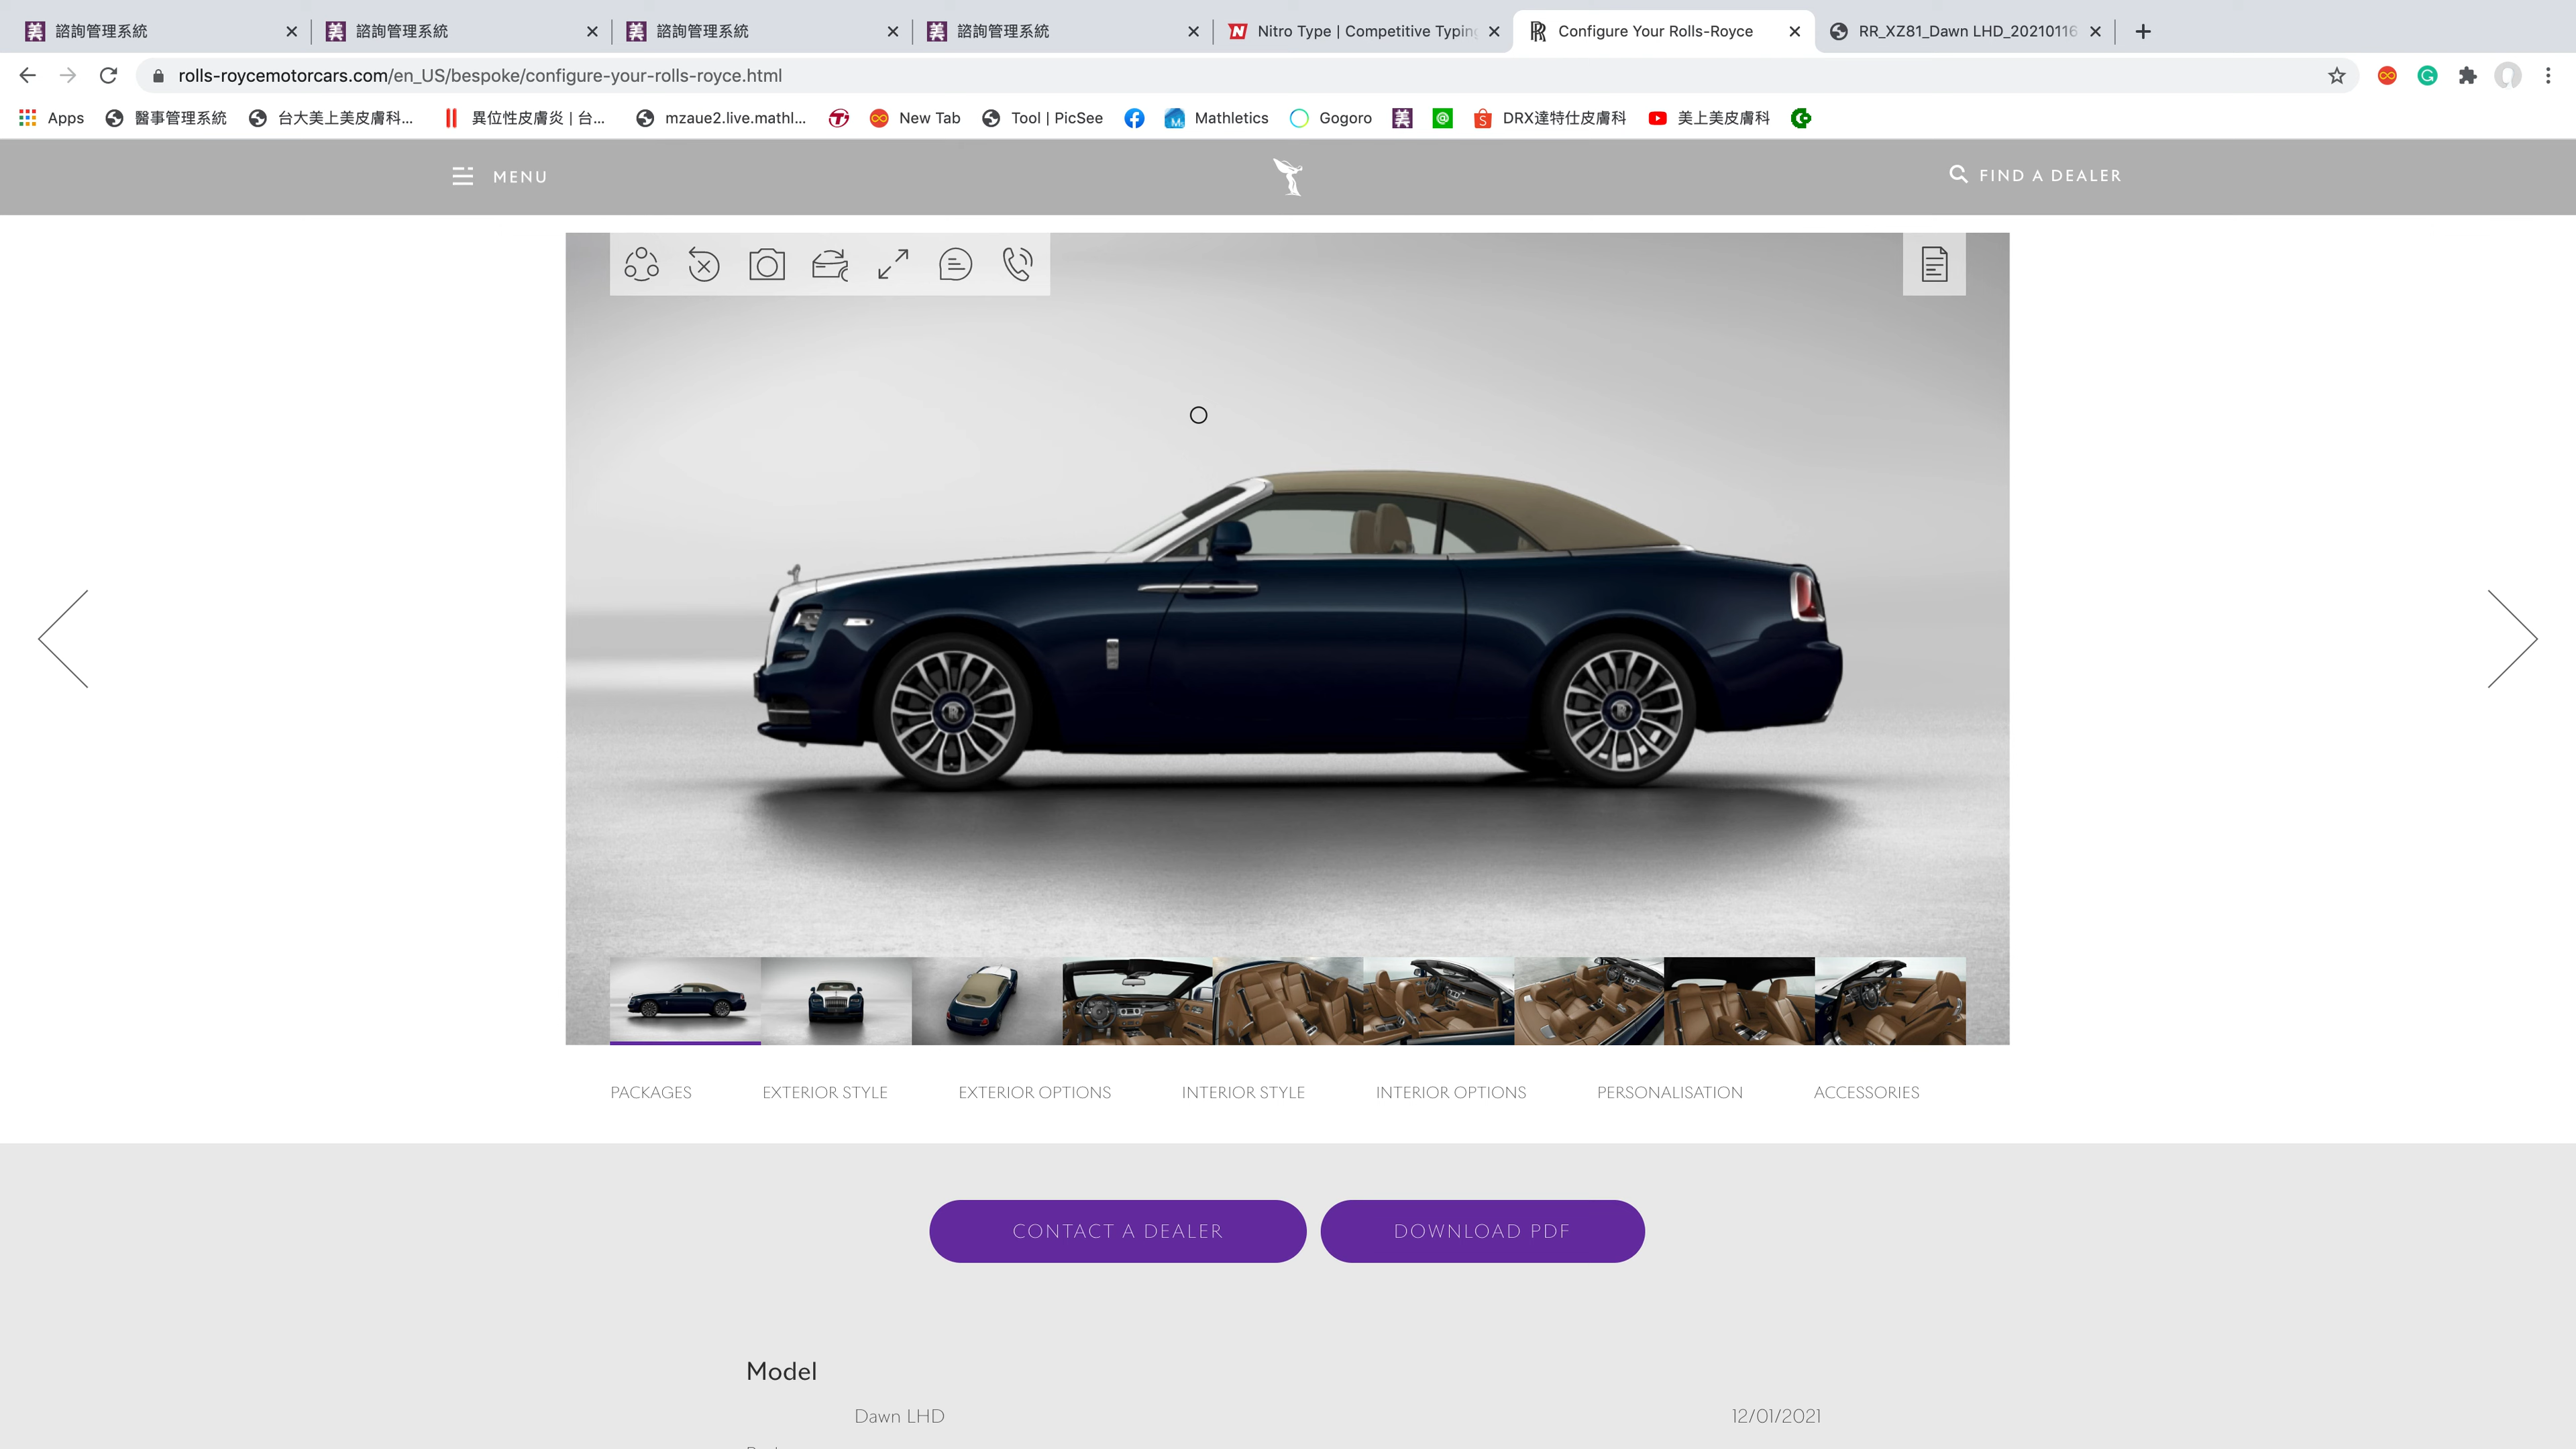 諮詢管理系統
諮詢管理系統
諮詢管理系統
諮詢管理系統
Nitro Type | Competitive Typing
Configure Your Rolls-Royce
RR_XZ81_Dawn LHD_20210116
rolls-roycemotorcars.com/en_US/bespoke/configure-your-rolls-royce.html
Apps
醫事管理系統
台大美上美皮膚科...
異位性皮膚炎 | 台...
mzaue2.live.mathl...
New Tab
Tool | PicSee
Mathletics
Gogoro
DRX達特仕皮膚科
美上美皮膚科
MENU
FIND A DEALER
PACKAGES
EXTERIOR STYLE
EXTERIOR OPTIONS
INTERIOR STYLE
INTERIOR OPTIONS
PERSONALISATION
ACCESSORIES
CONTACT A DEALER
DOWNLOAD PDF
Model
Dawn LHD
12/01/2021